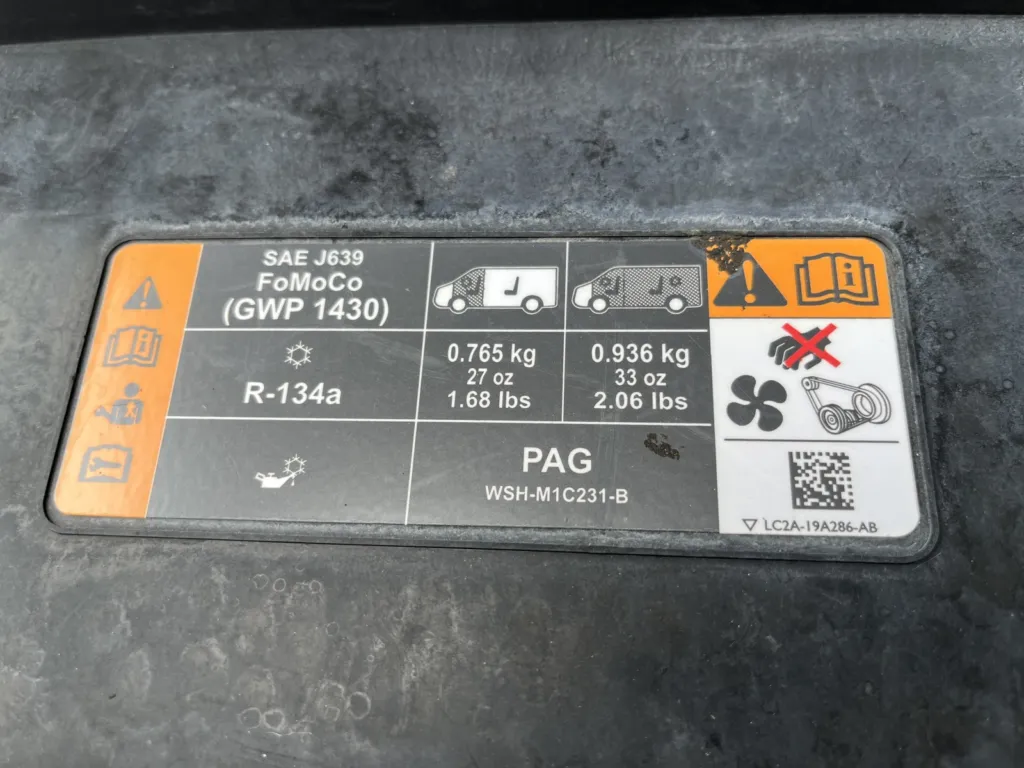 SAE J639
FoMoCo
(GWP 1430)
R-134a
0.765 kg
27 oz
1.68 lbs
0.936 kg
33 oz
2.06 lbs
PAG
WSH-M1C231-B
LC2A-19A286-AB